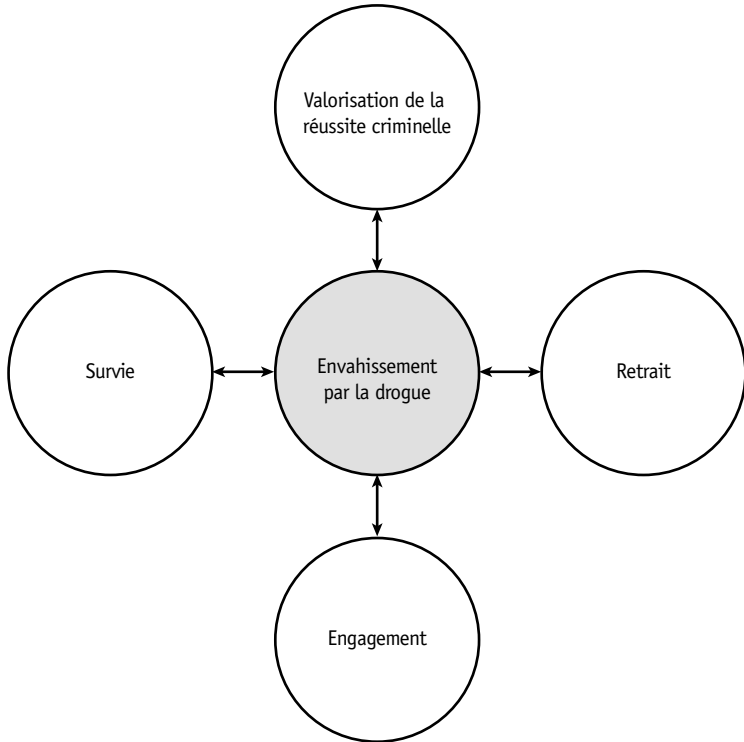 Valorisation de la
réussite criminelle
Survie
Envahissement
par la drogue
Retrait
Engagement